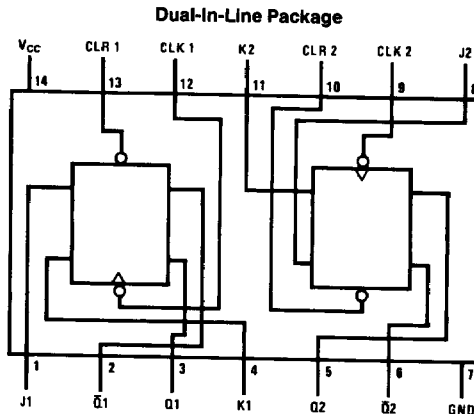 Dual-In-Line Package
VCC CLR 1 CLK 1 K2 CLR 2 CLK 2 J2
14 13 12 11 10 9 8
1 2 3 4 5 6 7
J1 Q̅1 Q1 K1 Q2 Q̅2 GND